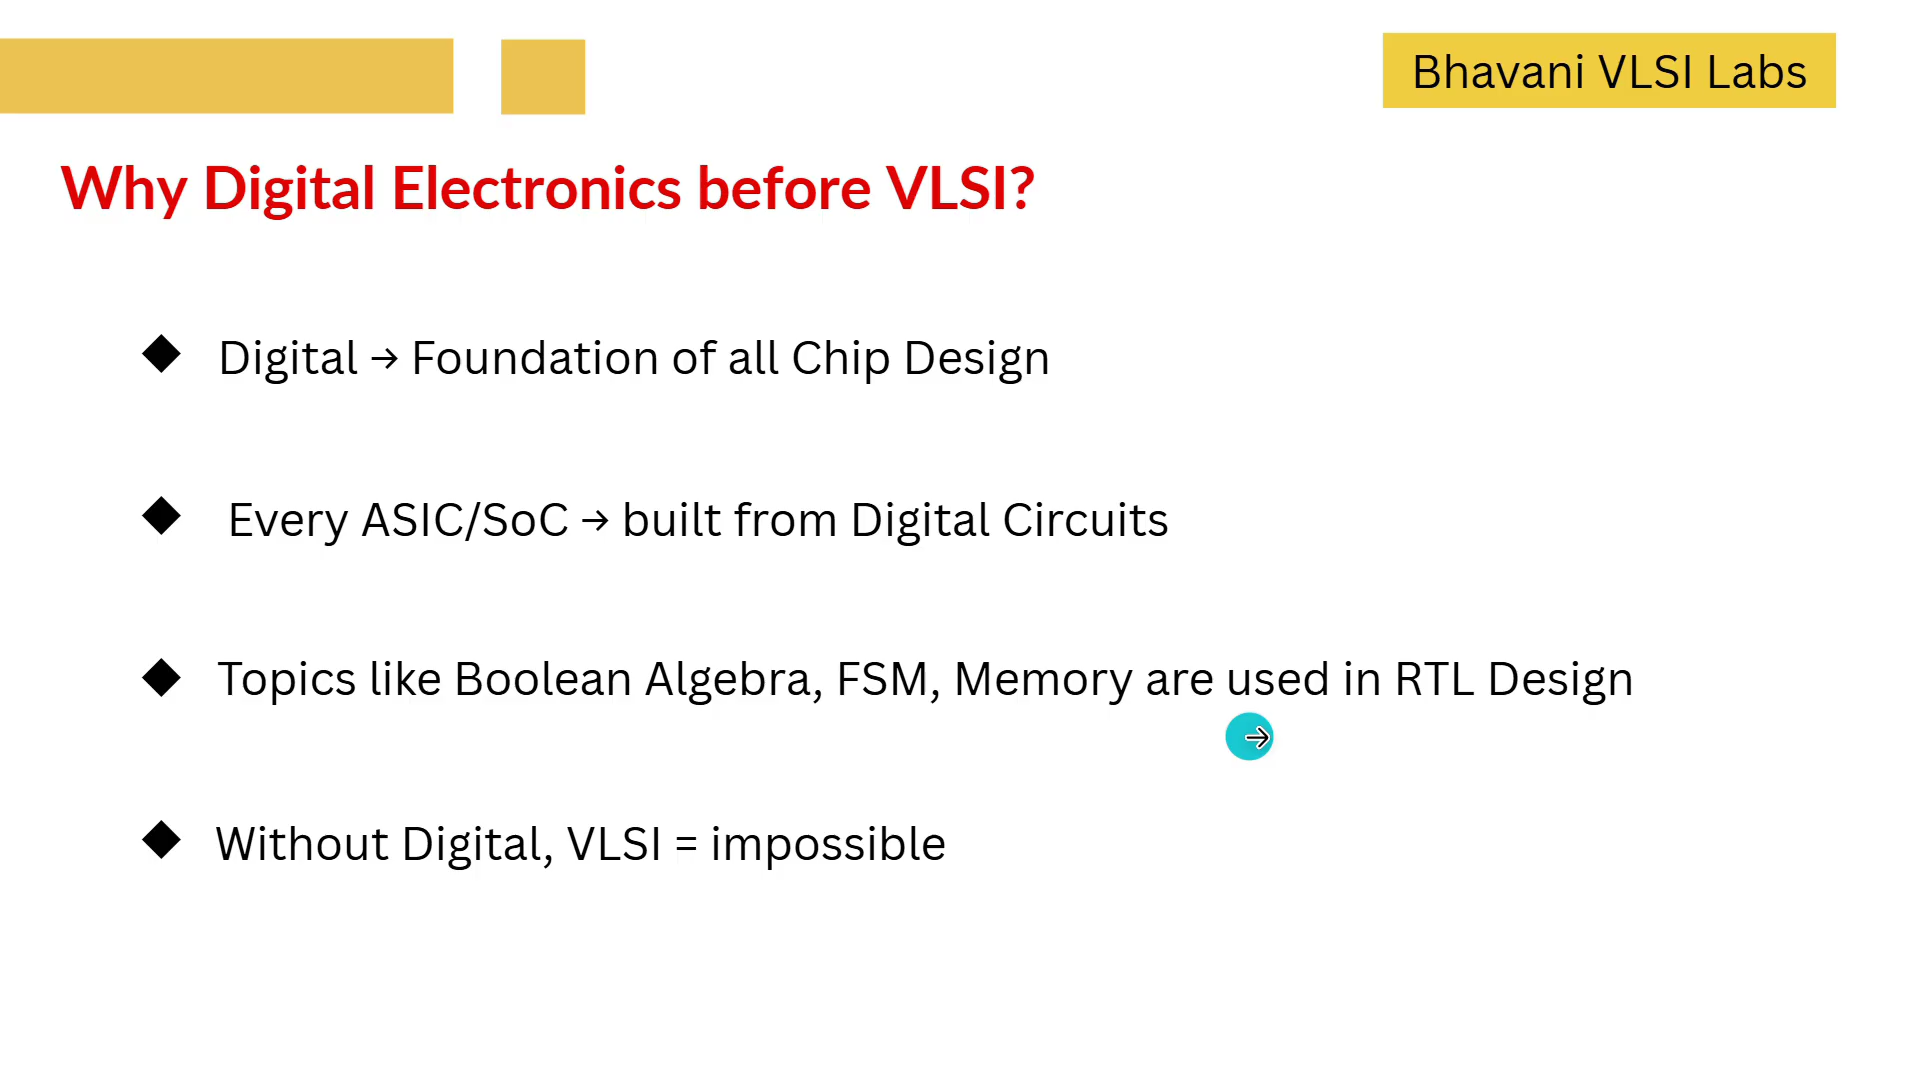 Bhavani VLSI Labs
Why Digital Electronics before VLSI?
◆ Digital → Foundation of all Chip Design
◆ Every ASIC/SoC → built from Digital Circuits
◆ Topics like Boolean Algebra, FSM, Memory are used in RTL Design
◆ Without Digital, VLSI = impossible